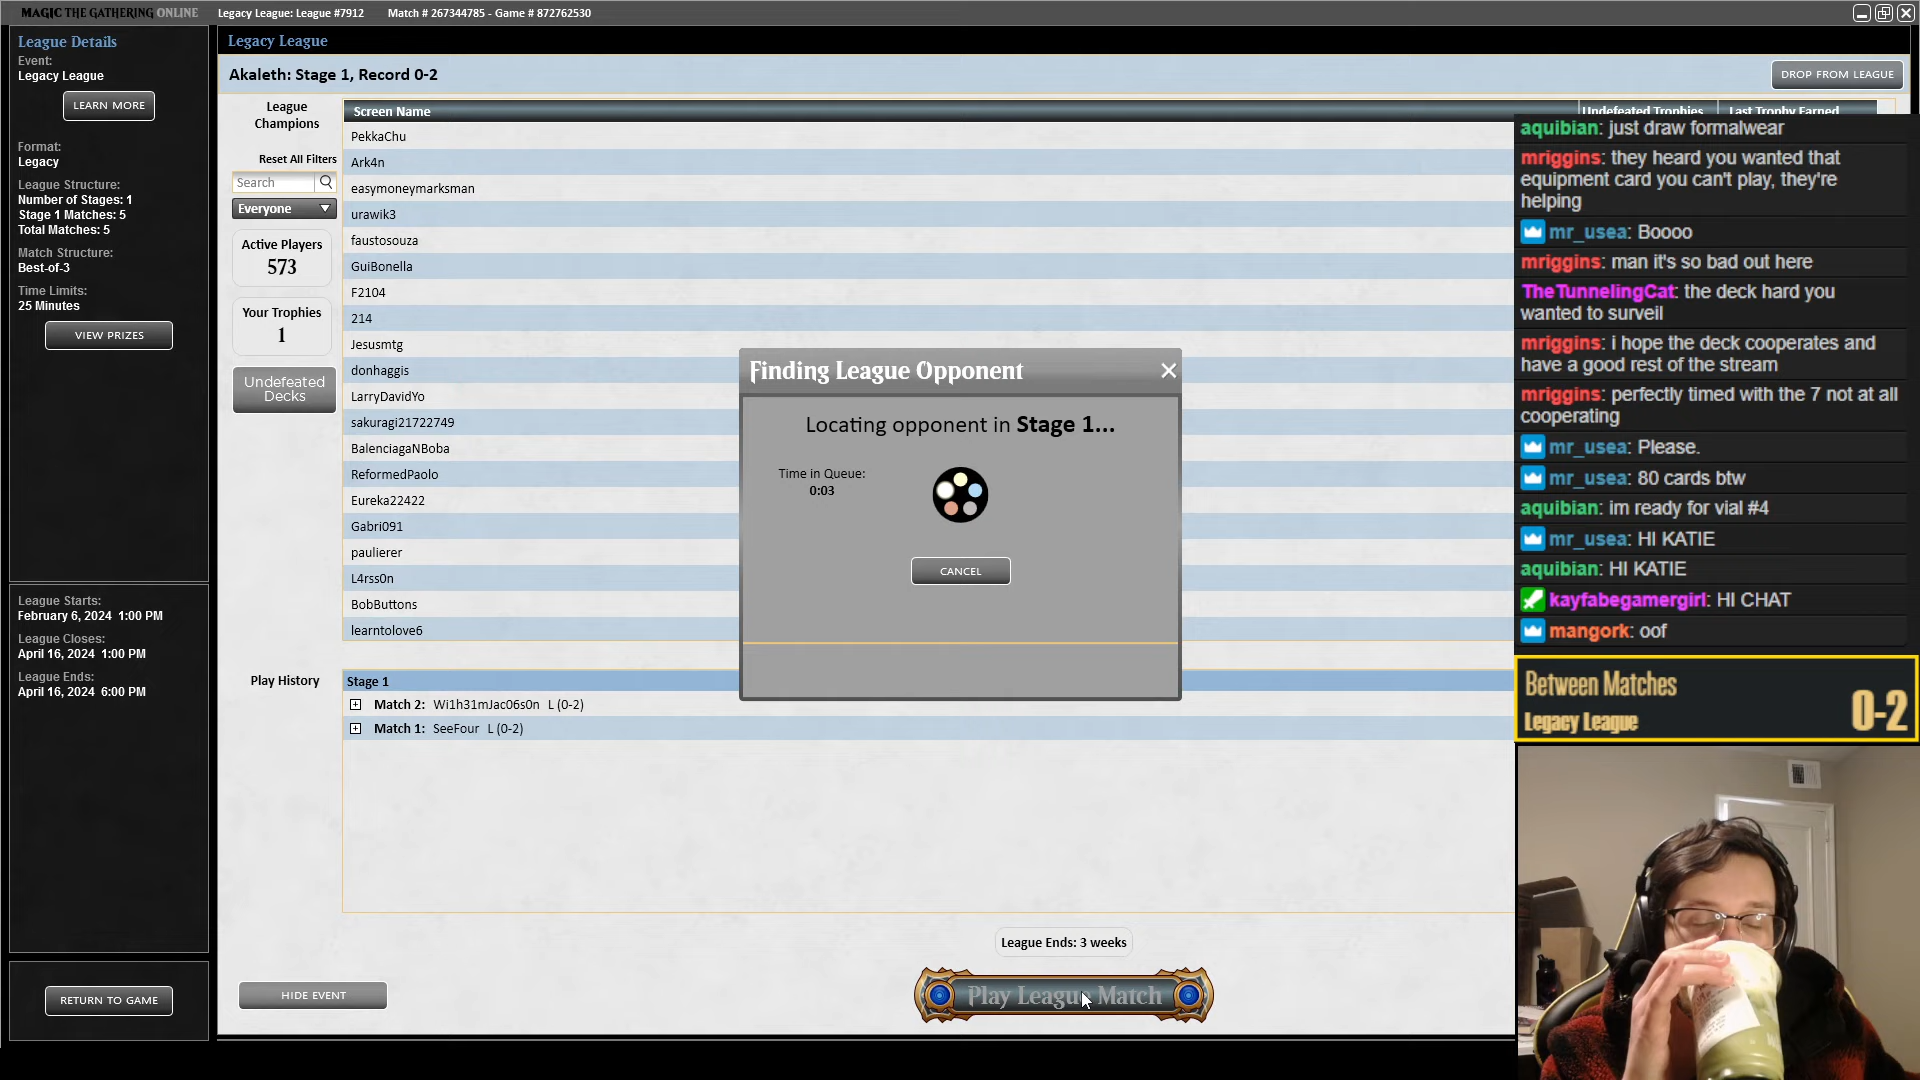 MAGIC THE GATHERING ONLINE
Legacy League: League #7912
Match # 267344785 - Game # 872762530
League Details
Event:
Legacy League
LEARN MORE
Format:
Legacy
League Structure:
Number of Stages: 1
Stage 1 Matches: 5
Total Matches: 5
Match Structure:
Best-of-3
Time Limits:
25 Minutes
VIEW PRIZES
League Starts:
February 6, 2024 1:00 PM
League Closes:
April 16, 2024 1:00 PM
League Ends:
April 16, 2024 6:00 PM
RETURN TO GAME
Legacy League
Akaleth: Stage 1, Record 0-2
DROP FROM LEAGUE
League
Champions
Reset All Filters
Search
Everyone
Active Players
573
Your Trophies
1
Undefeated
Decks
Screen Name
Undefeated Trophies
Last Trophy Earned
PekkaChu
Ark4n
easymoneymarksman
urawik3
faustosouza
GuiBonella
F2104
214
Jesusmtg
donhaggis
LarryDavidYo
sakuragi21722749
BalenciagaNBoba
ReformedPaolo
Eureka22422
Gabri091
paulierer
L4rss0n
BobButtons
learntolove6
Finding League Opponent
Locating opponent in Stage 1...
Time in Queue:
0:03
CANCEL
Play History
Stage 1
Match 2: Wi1h31mJac06s0n L (0-2)
Match 1: SeeFour L (0-2)
League Ends: 3 weeks
HIDE EVENT
Play League Match
aquibian: just draw formalwear
mriggins: they heard you wanted that
equipment card you can't play, they're
helping
mr_usea: Boooo
mriggins: man it's so bad out here
TheTunnelingCat: the deck hard you
wanted to surveil
mriggins: i hope the deck cooperates and
have a good rest of the stream
mriggins: perfectly timed with the 7 not at all
cooperating
mr_usea: Please.
mr_usea: 80 cards btw
aquibian: im ready for vial #4
mr_usea: HI KATIE
aquibian: HI KATIE
kayfabegamergirl: HI CHAT
mangork: oof
Between Matches
Legacy League
0-2